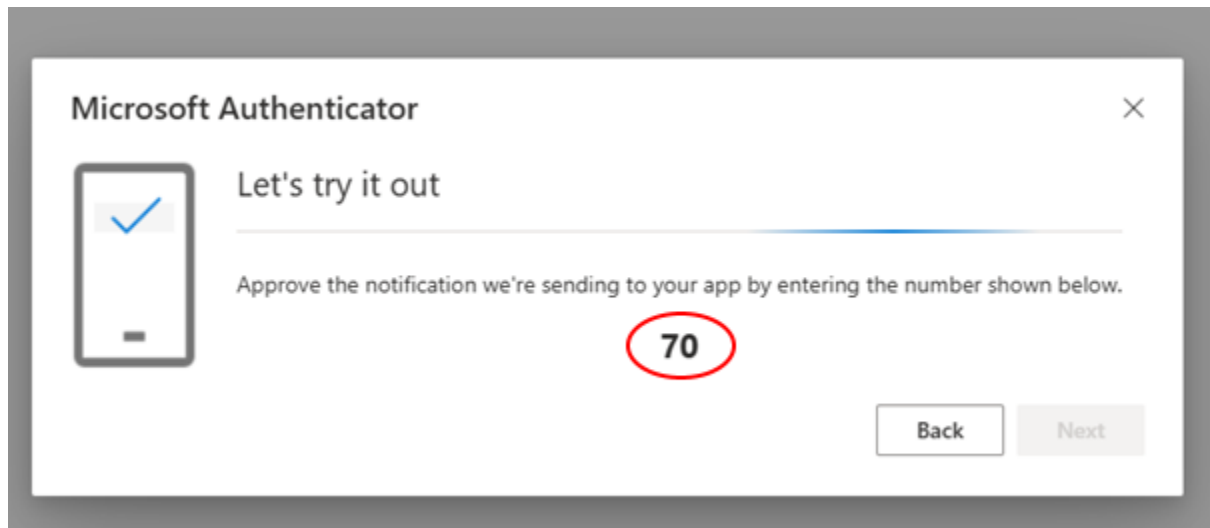 Microsoft Authenticator
Let's try it out
Approve the notification we're sending to your app by entering the number shown below.
70
Back
Next